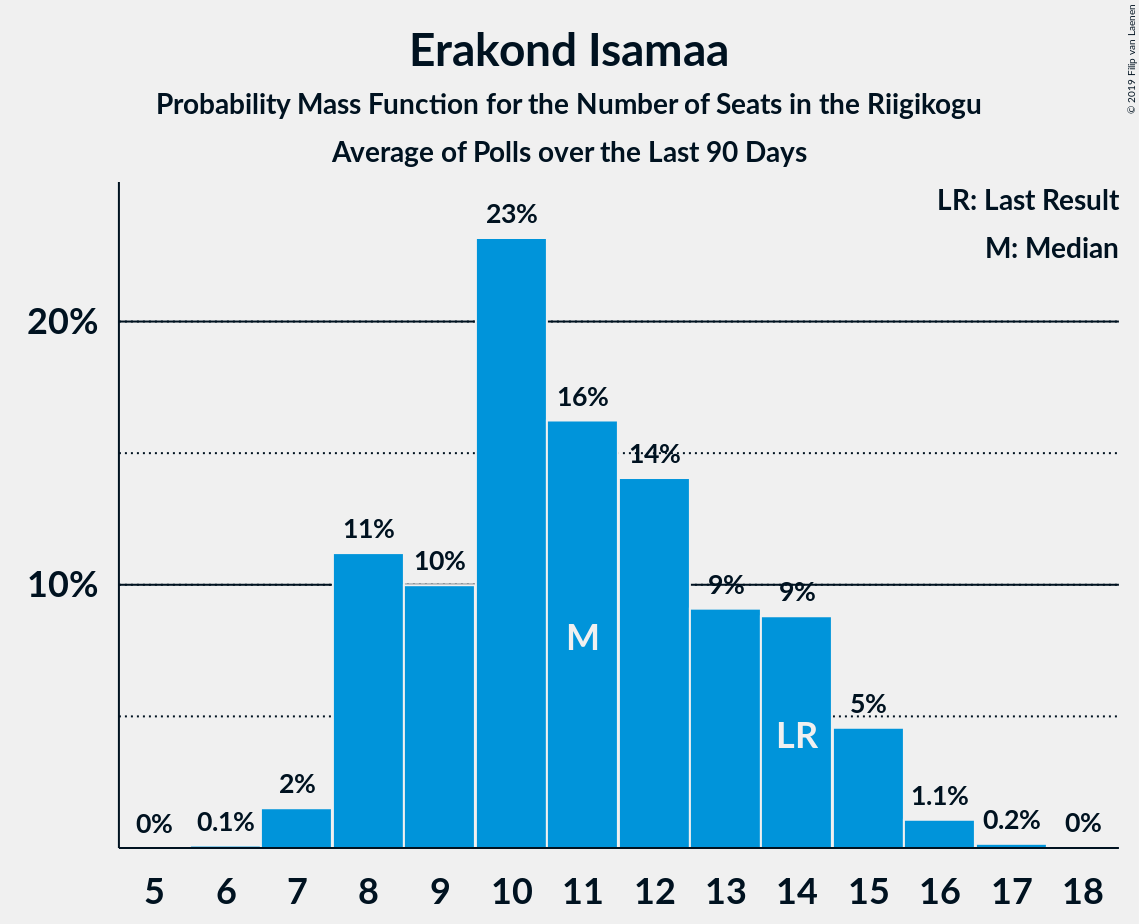 Erakond Isamaa
Probability Mass Function for the Number of Seats in the Riigikogu
Average of Polls over the Last 90 Days
© 2019 Filip van Laenen
LR: Last Result
M: Median
20%
10%
0%
0.1%
2%
11%
10%
23%
16%
14%
9%
9%
5%
1.1%
0.2%
0%
M
LR
5 6 7 8 9 10 11 12 13 14 15 16 17 18